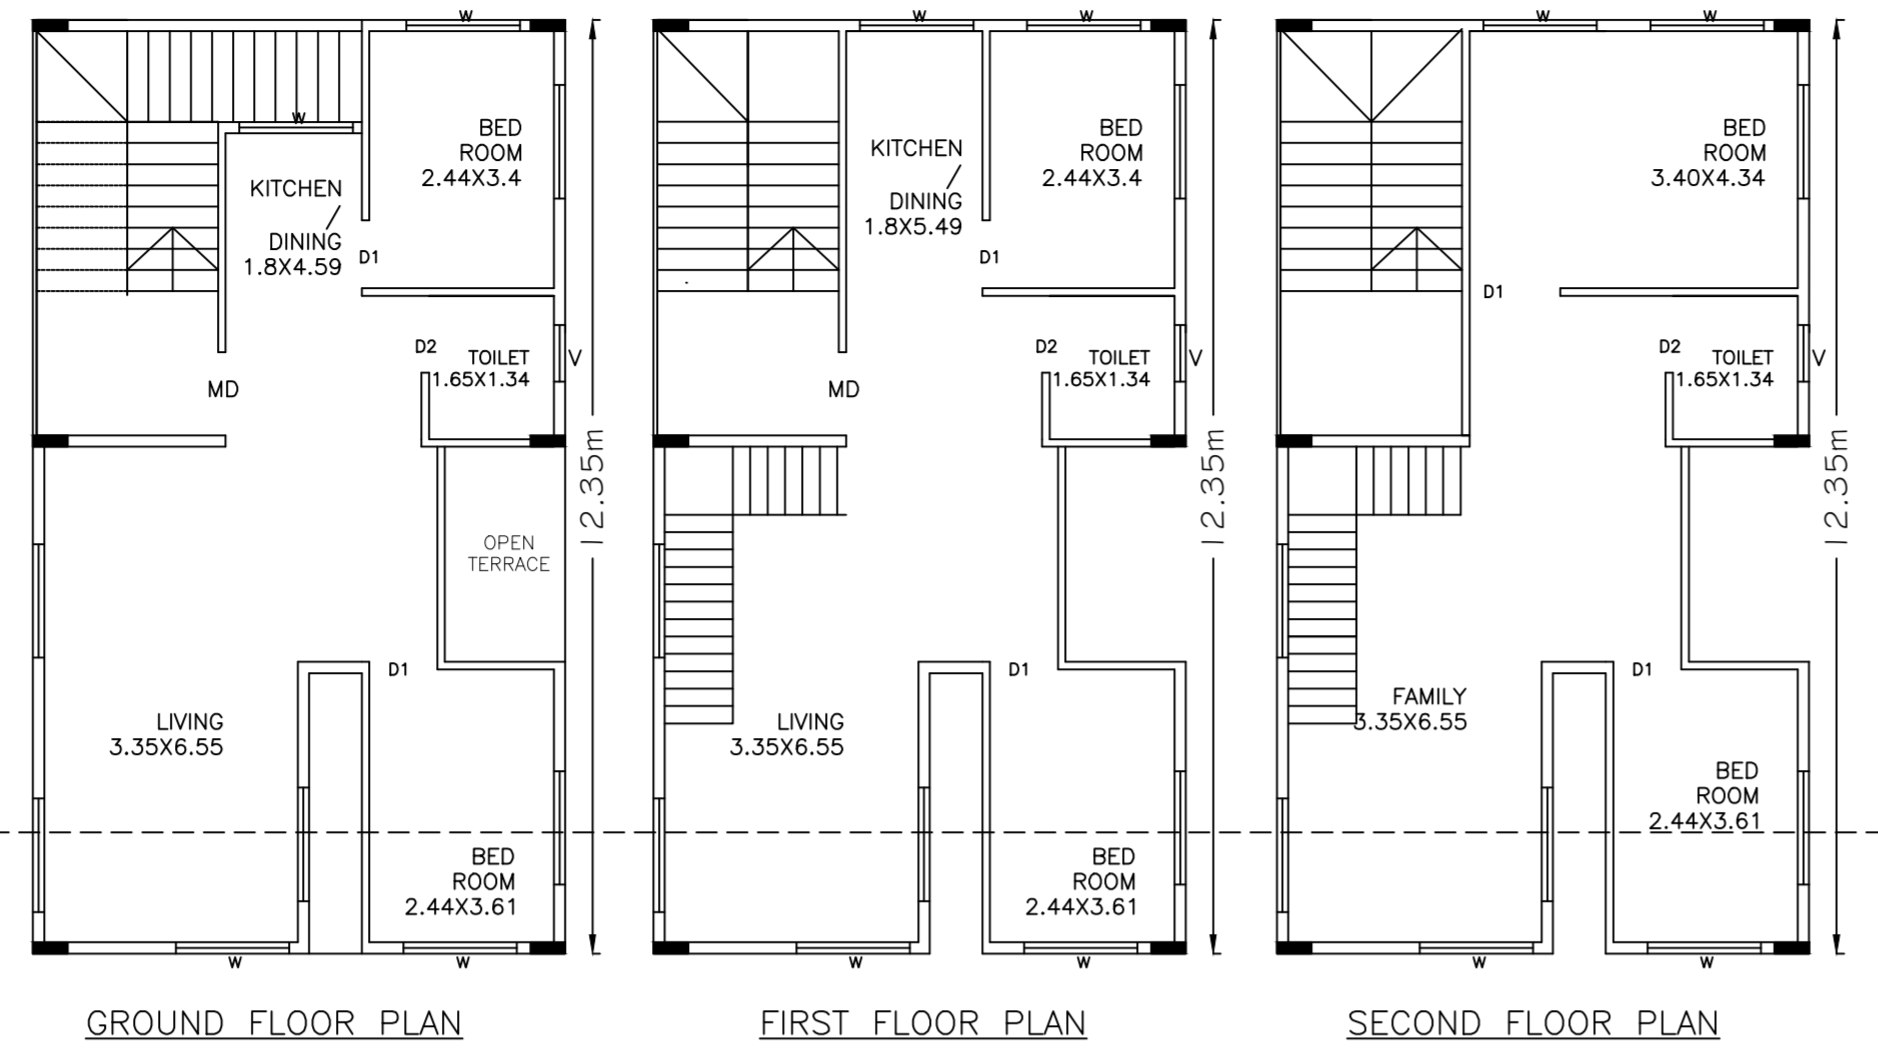 W
W
BED
ROOM
2.44X3.4
KITCHEN
/
DINING
1.8X4.59
D1
D2
TOILET
1.65X1.34
V
MD
12.35m
OPEN
TERRACE
D1
LIVING
3.35X6.55
BED
ROOM
2.44X3.61
W
W
GROUND FLOOR PLAN
W
W
BED
ROOM
2.44X3.4
KITCHEN
/
DINING
1.8X5.49
D1
D2
TOILET
1.65X1.34
V
MD
12.35m
D1
LIVING
3.35X6.55
BED
ROOM
2.44X3.61
W
W
FIRST FLOOR PLAN
W
W
BED
ROOM
3.40X4.34
D1
D2
TOILET
1.65X1.34
V
12.35m
D1
FAMILY
3.35X6.55
BED
ROOM
2.44X3.61
W
W
SECOND FLOOR PLAN